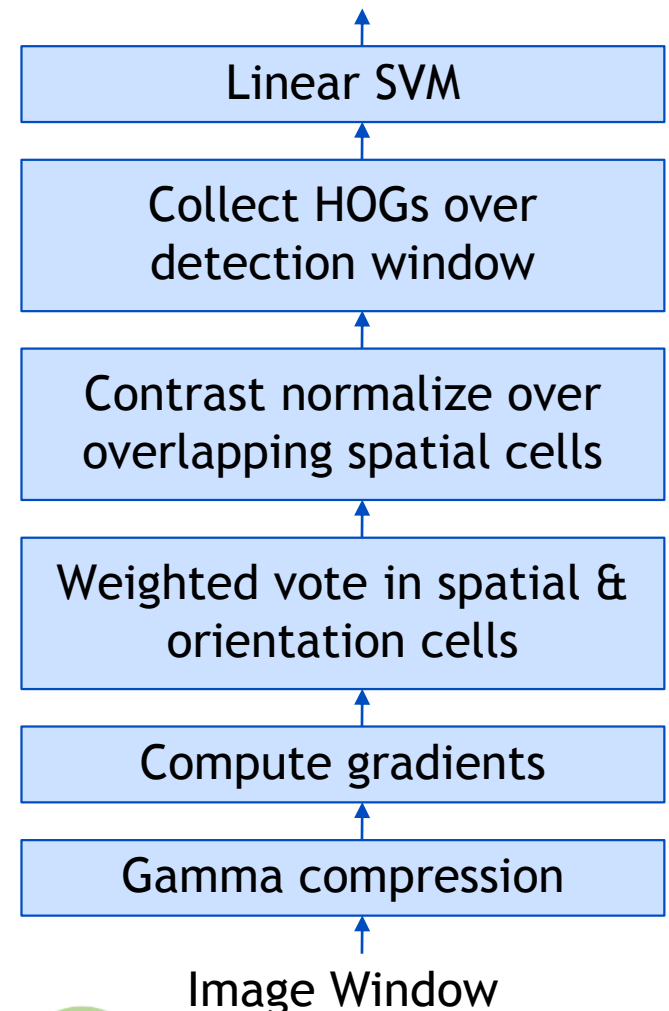 Linear SVM
Collect HOGs over
detection window
Contrast normalize over
overlapping spatial cells
Weighted vote in spatial &
orientation cells
Compute gradients
Gamma compression
Image Window